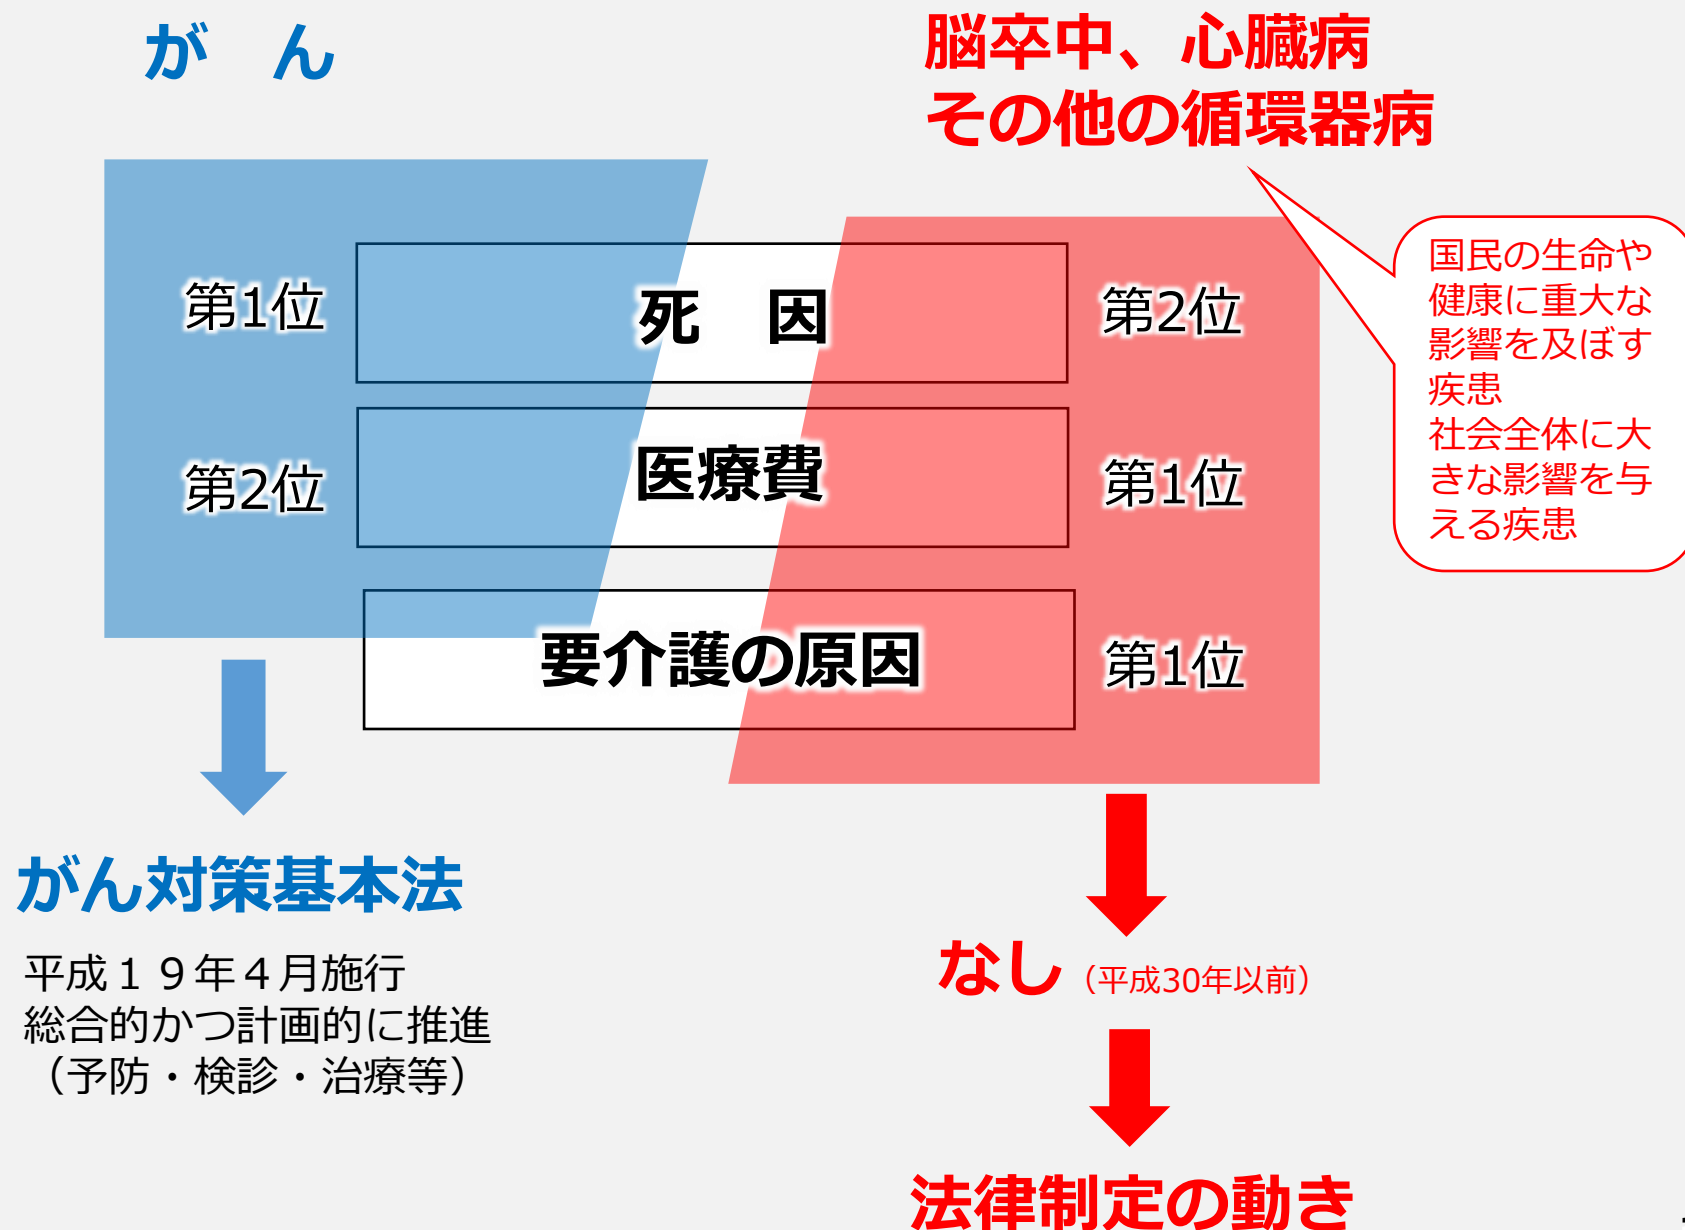 が　ん
脳卒中、心臓病
その他の循環器病
第1位
死　因
第2位
第2位
医療費
第1位
要介護の原因
第1位
国民の生命や
健康に重大な
影響を及ぼす
疾患
社会全体に大
きな影響を与
える疾患
がん対策基本法
平成１９年４月施行
総合的かつ計画的に推進
（予防・検診・治療等）
なし（平成30年以前）
法律制定の動き